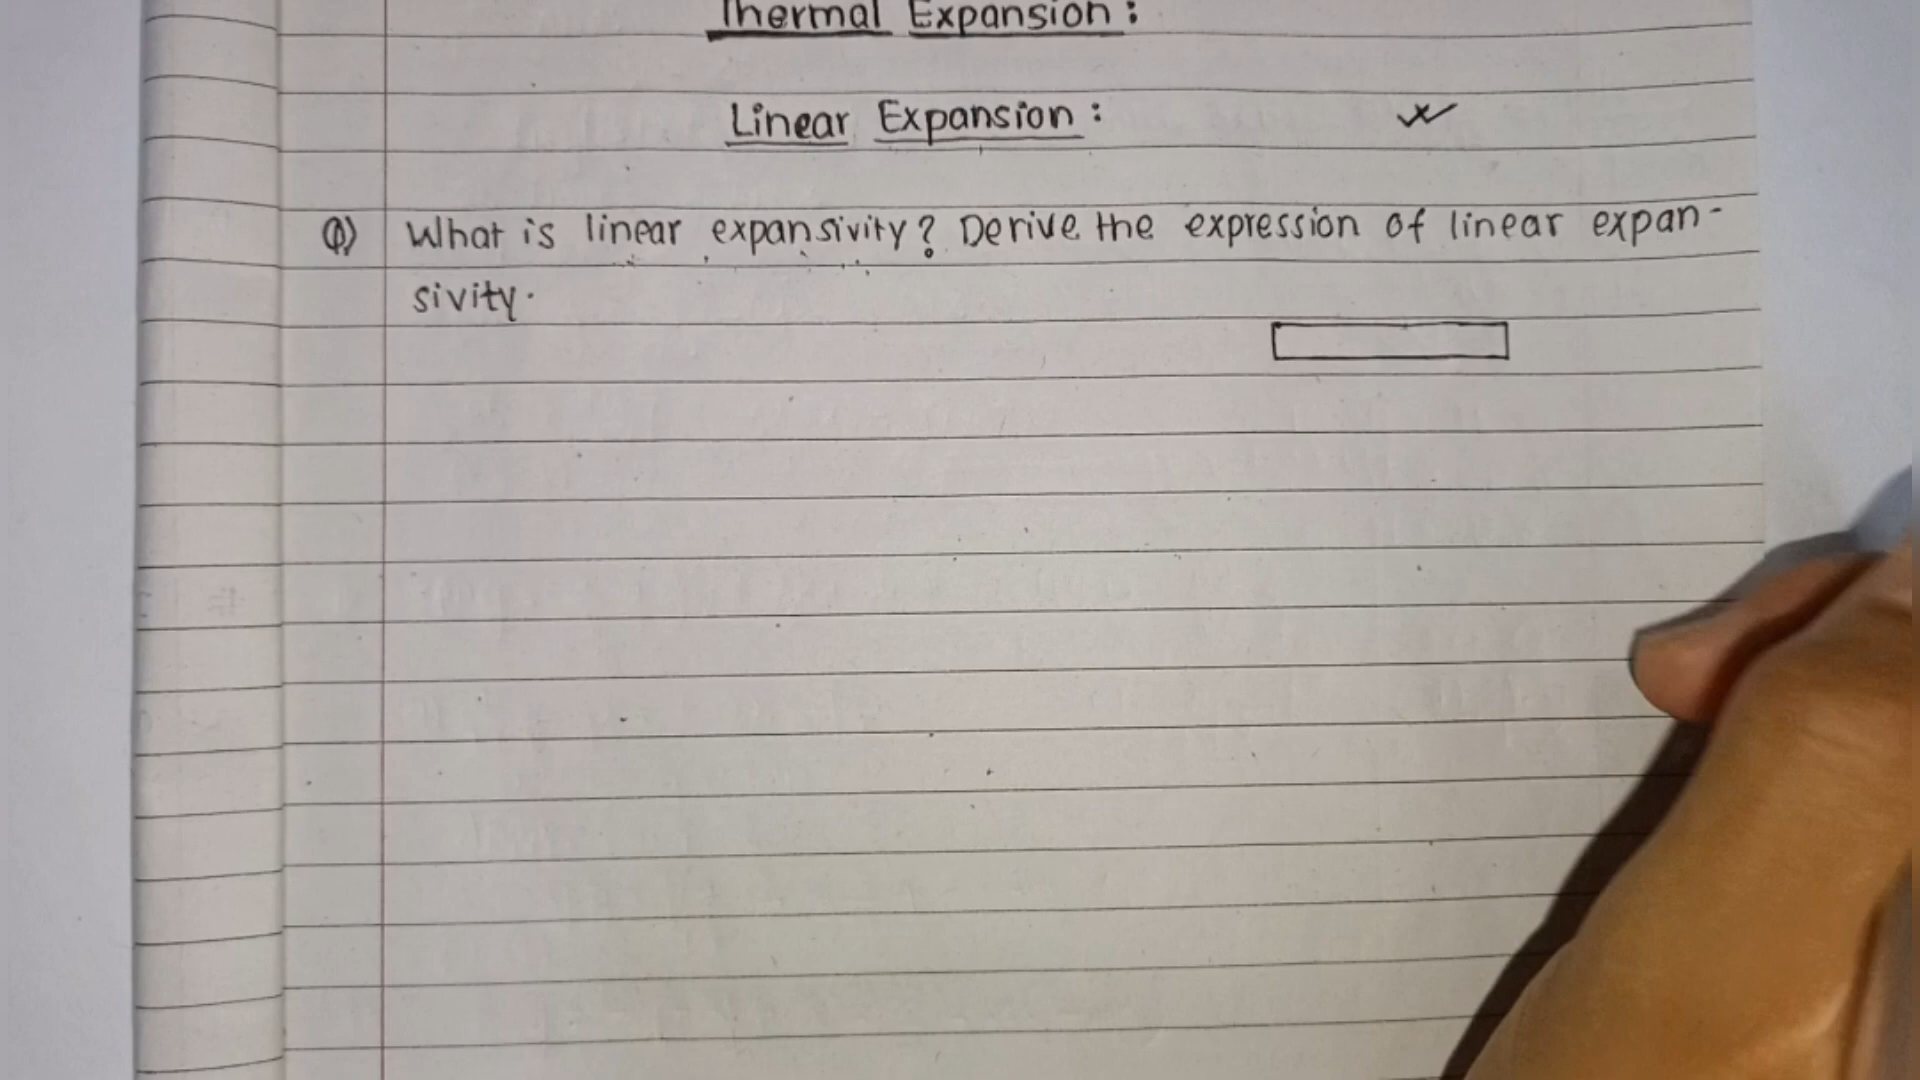 Thermal Expansion:
Linear Expansion:
Q) What is linear expansivity? Derive the expression of linear expan-
sivity.